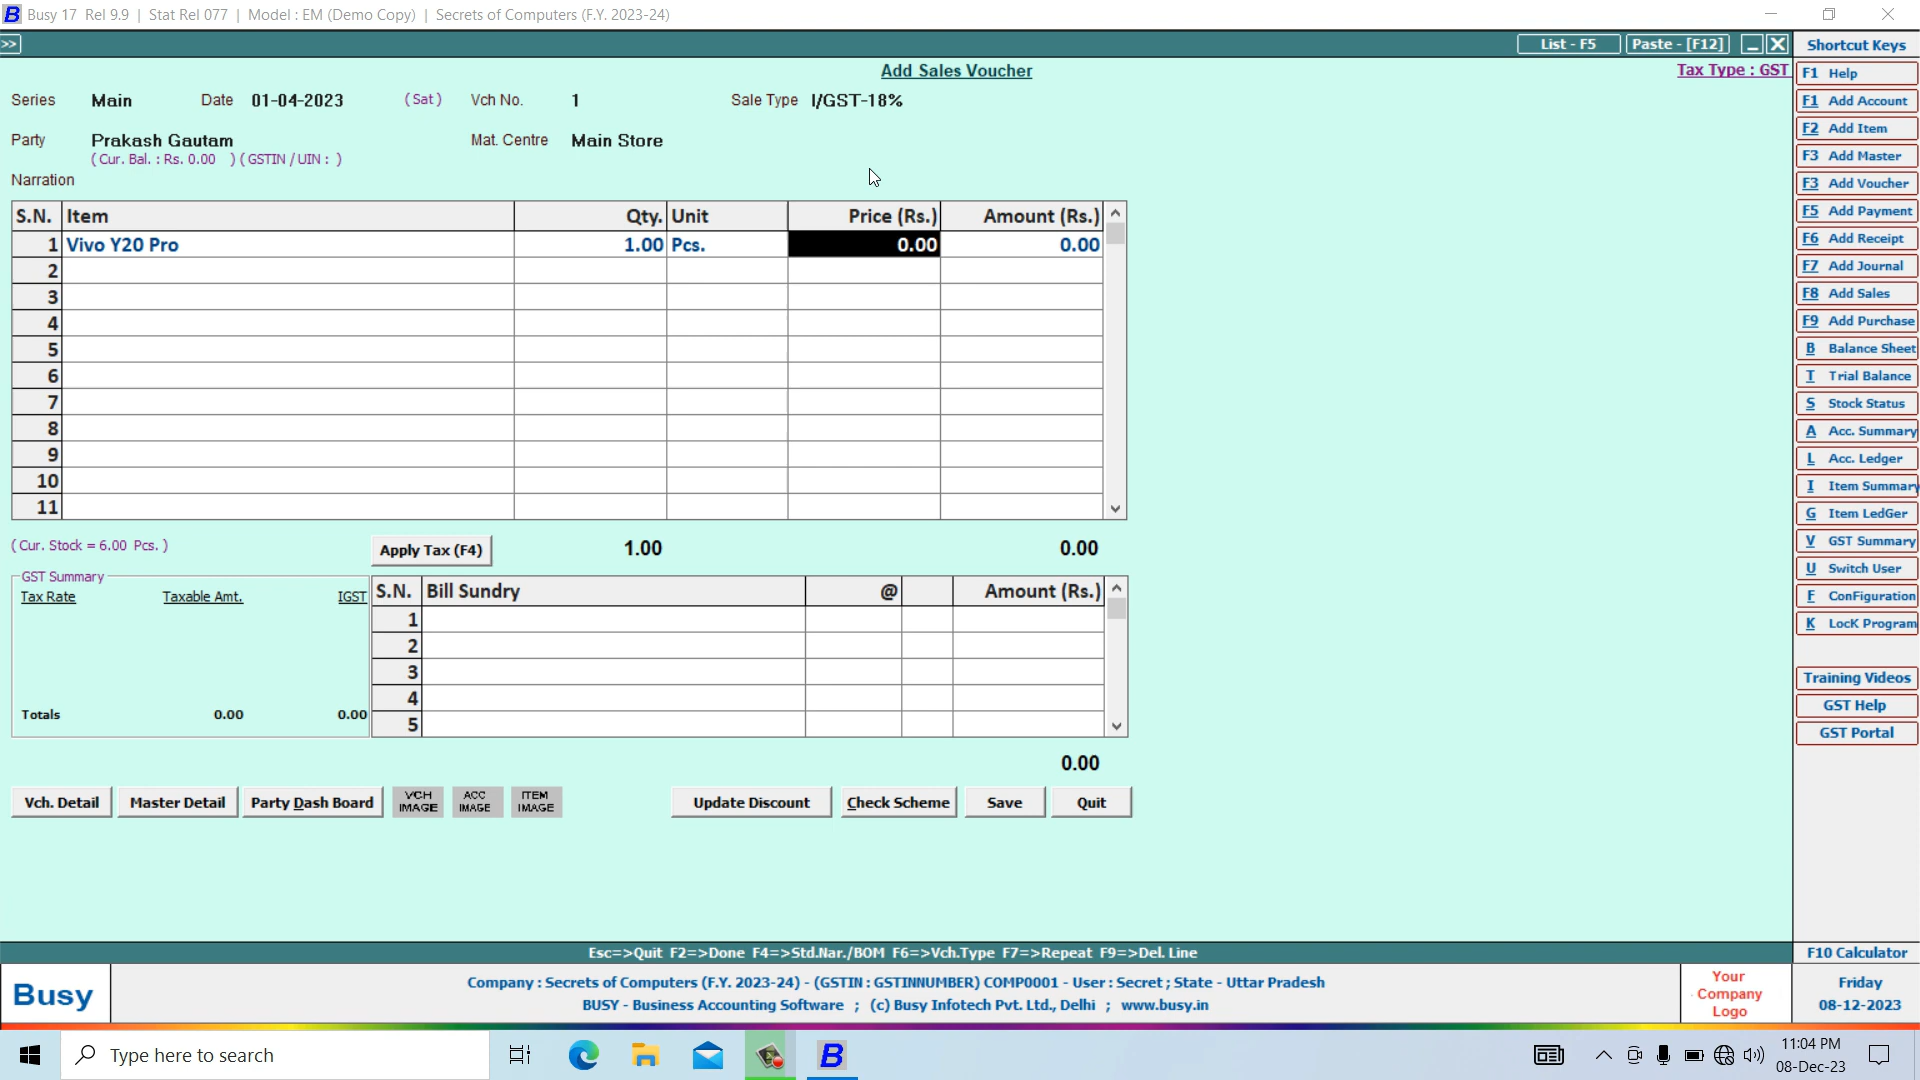 Busy 17 Rel 9.9 | Stat Rel 077 | Model : EM (Demo Copy) | Secrets of Computers (F.Y. 2023-24)
>> List - F5 Paste - [F12] Shortcut Keys
Add Sales Voucher Tax Type : GST
Series Main Date 01-04-2023 (Sat) Vch No. 1 Sale Type I/GST-18%
Party Prakash Gautam Mat. Centre Main Store
( Cur. Bal. : Rs. 0.00 ) ( GSTIN / UIN : )
Narration
S.N. Item Qty. Unit Price (Rs.) Amount (Rs.)
1 Vivo Y20 Pro 1.00 Pcs. 0.00 0.00
2
3
4
5
6
7
8
9
10
11
( Cur. Stock = 6.00 Pcs. ) Apply Tax (F4) 1.00 0.00
GST Summary
Tax Rate Taxable Amt. IGST
Totals 0.00 0.00
S.N. Bill Sundry @ Amount (Rs.)
1
2
3
4
5
0.00
Vch. Detail Master Detail Party Dash Board VCH IMAGE ACC IMAGE ITEM IMAGE Update Discount Check Scheme Save Quit
F1 Help
F1 Add Account
F2 Add Item
F3 Add Master
F3 Add Voucher
F5 Add Payment
F6 Add Receipt
F7 Add Journal
F8 Add Sales
F9 Add Purchase
B Balance Sheet
T Trial Balance
S Stock Status
A Acc. Summary
L Acc. Ledger
I Item Summary
G Item LedGer
V GST Summary
U Switch User
F ConFiguration
K LocK Program
Training Videos
GST Help
GST Portal
Esc=>Quit F2=>Done F4=>Std.Nar./BOM F6=>Vch.Type F7=>Repeat F9=>Del. Line F10 Calculator
Busy
Company : Secrets of Computers (F.Y. 2023-24) - (GSTIN : GSTINNUMBER) COMP0001 - User : Secret ; State - Uttar Pradesh
BUSY - Business Accounting Software ; (c) Busy Infotech Pvt. Ltd., Delhi ; www.busy.in
Your
Company
Logo
Friday
08-12-2023
Type here to search
B
11:04 PM
08-Dec-23